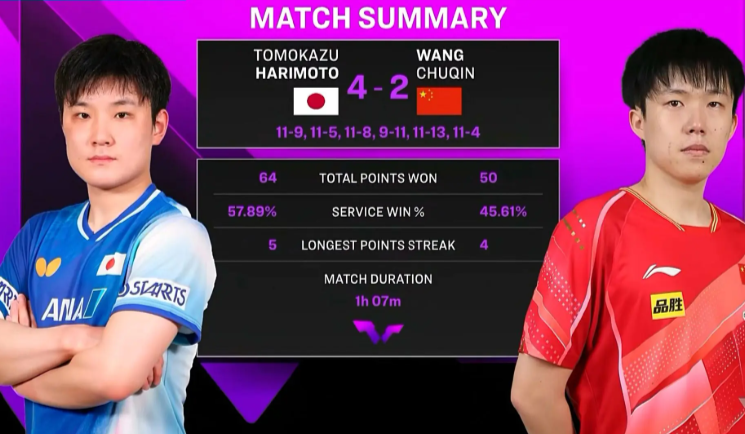 MATCH SUMMARY
TOMOKAZU
HARIMOTO
4 - 2
WANG
CHUQIN
11-9, 11-5, 11-8, 9-11, 11-13, 11-4
64 TOTAL POINTS WON 50
57.89% SERVICE WIN % 45.61%
5 LONGEST POINTS STREAK 4
MATCH DURATION
1h 07m
ANA
STARTS
品胜